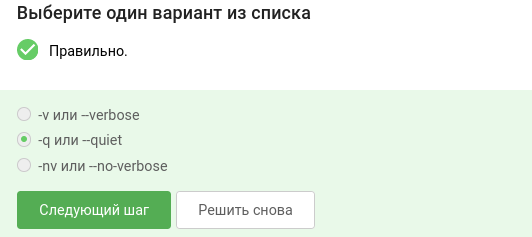 Выберите один вариант из списка
Правильно.
-v или --verbose
-q или --quiet
-nv или --no-verbose
Следующий шаг
Решить снова